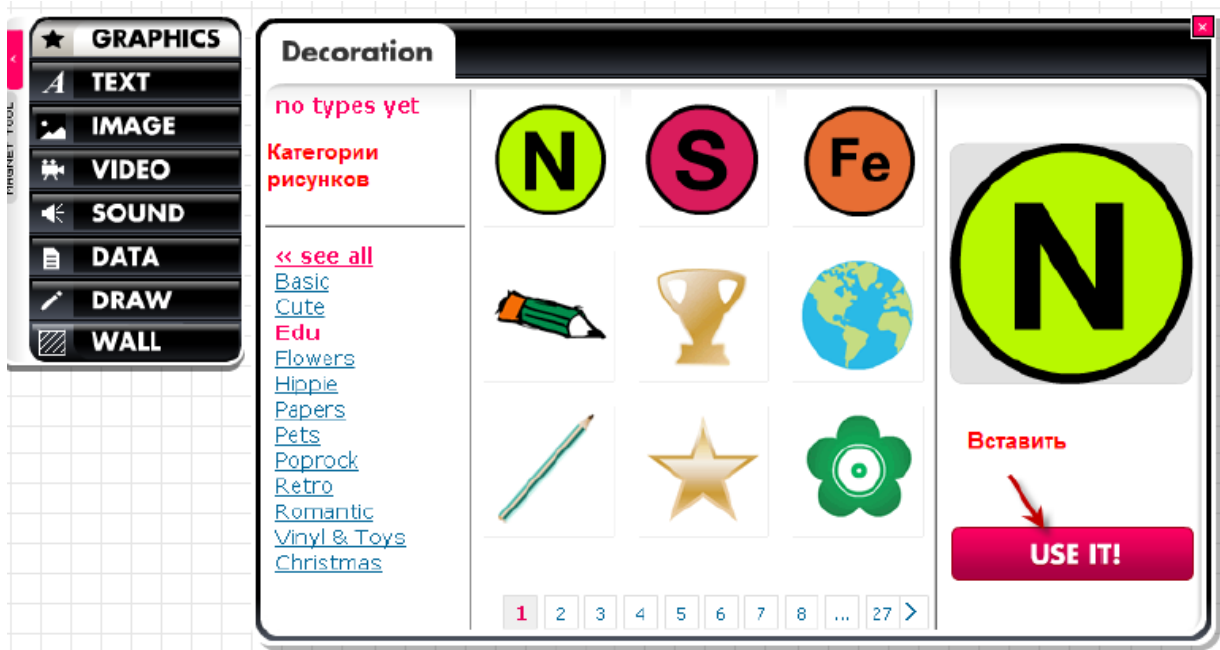 GRAPHICS
TEXT
IMAGE
VIDEO
SOUND
DATA
DRAW
WALL
MAGNET TOOL
Decoration
no types yet
Категории
рисунков
‹‹ see all
Basic
Cute
Edu
Flowers
Hippie
Papers
Pets
Poprock
Retro
Romantic
Vinyl & Toys
Christmas
N S Fe
1 2 3 4 5 6 7 8 ... 27 >
N
Вставить
USE IT!